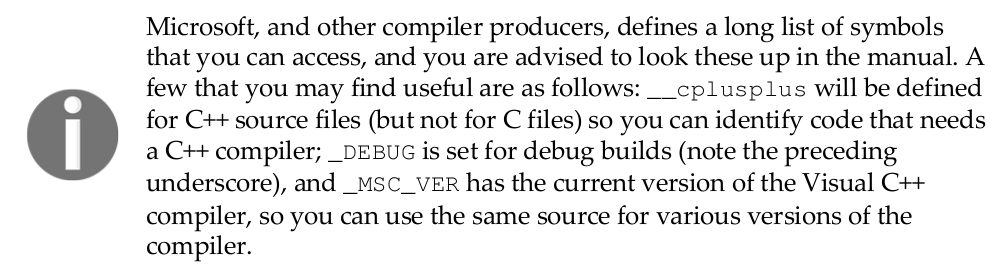 Microsoft, and other compiler producers, defines a long list of symbols
that you can access, and you are advised to look these up in the manual. A
few that you may find useful are as follows: __cplusplus will be defined
for C++ source files (but not for C files) so you can identify code that needs
a C++ compiler; _DEBUG is set for debug builds (note the preceding
underscore), and _MSC_VER has the current version of the Visual C++
compiler, so you can use the same source for various versions of the
compiler.